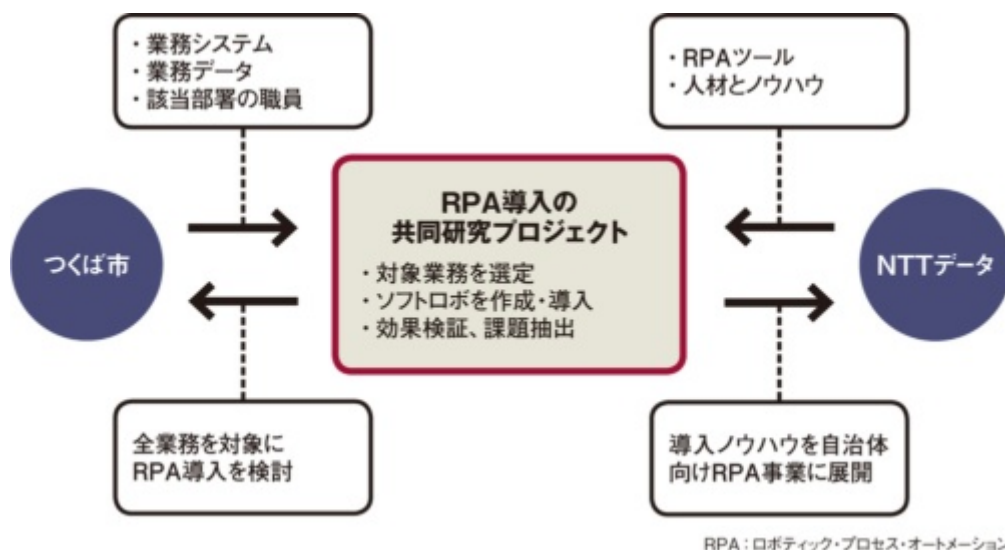 ・業務システム
・業務データ
・該当部署の職員
・RPAツール
・人材とノウハウ
つくば市
RPA導入の
共同研究プロジェクト
・対象業務を選定
・ソフトロボを作成・導入
・効果検証、課題抽出
NTTデータ
全業務を対象に
RPA導入を検討
導入ノウハウを自治体
向けRPA事業に展開
RPA：ロボティック・プロセス・オートメーション